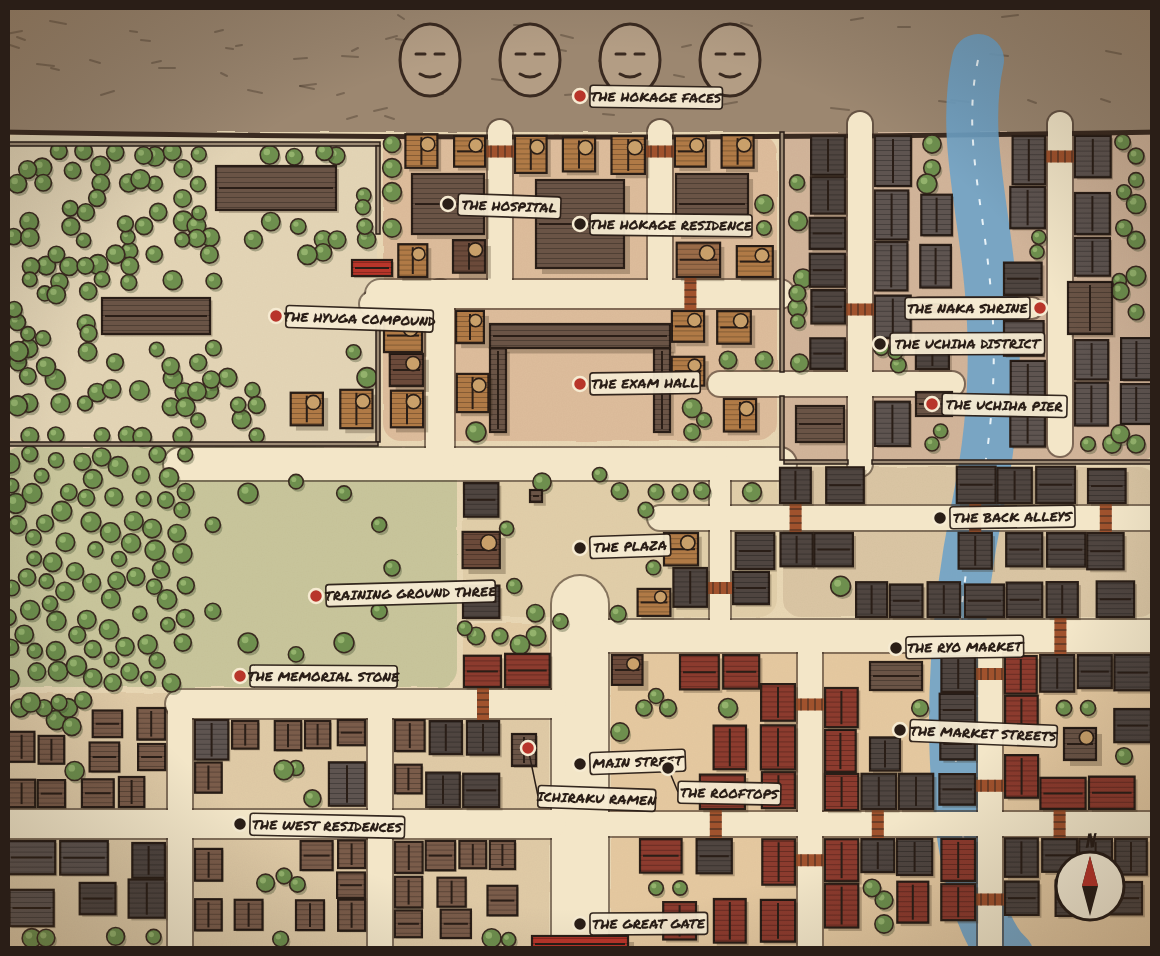 THE HOKAGE FACES
THE HOSPITAL
THE HOKAGE RESIDENCE
THE NAKA SHRINE
THE HYUGA COMPOUND
THE UCHIHA DISTRICT
THE EXAM HALL
THE UCHIHA PIER
THE BACK ALLEYS
THE PLAZA
TRAINING GROUND THREE
THE RYO MARKET
THE MEMORIAL STONE
THE MARKET STREETS
MAIN STREET
THE ROOFTOPS
ICHIRAKU RAMEN
THE WEST RESIDENCES
N
THE GREAT GATE